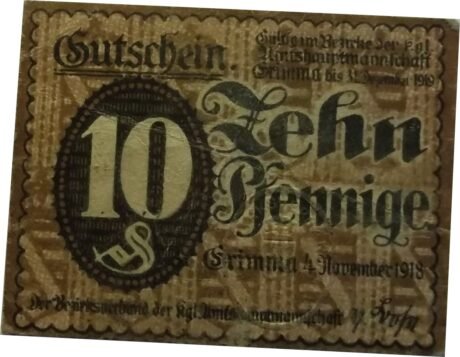 Gutschein.
Gültig im Bezirke der kgl.
Amtshauptmannschaft
Grimma bis 31. Dezember 1919
10
₰
Zehn
Pfennige
Grimma 4. November 1918
Der Bezirksverband der Kgl. Amtshauptmannschaft